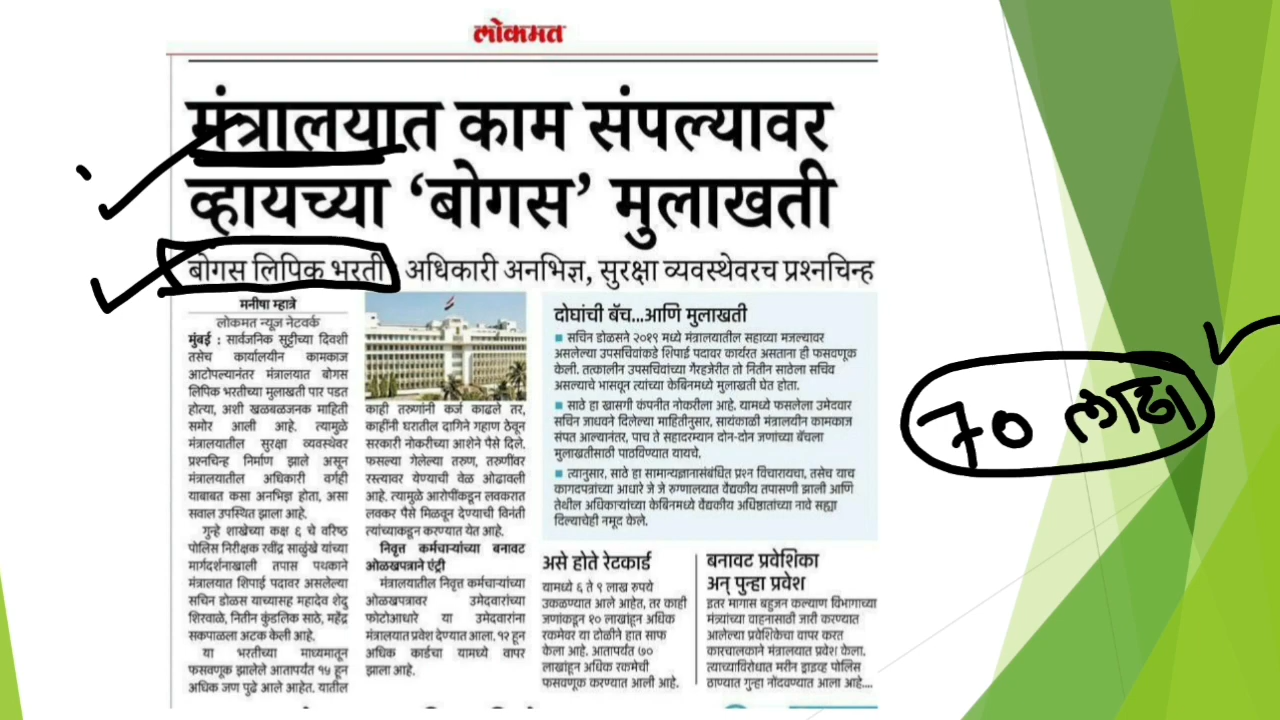 लोकमत
मंत्रालयात काम संपल्यावर
व्हायच्या ‘बोगस’ मुलाखती
बोगस लिपिक भरती अधिकारी अनभिज्ञ, सुरक्षा व्यवस्थेवरच प्रश्नचिन्ह
मनीषा म्हात्रे
लोकमत न्यूज नेटवर्क
मुंबई : सार्वजनिक सुट्टीच्या दिवशी
तसेच कार्यालयीन कामकाज
आटोपल्यानंतर मंत्रालयात बोगस
लिपिक भरतीच्या मुलाखती पार पडत
होत्या, अशी खळबळजनक माहिती
समोर आली आहे. त्यामुळे
मंत्रालयातील सुरक्षा व्यवस्थेवर
प्रश्नचिन्ह निर्माण झाले असून
मंत्रालयातील अधिकारी वर्गही
याबाबत कसा अनभिज्ञ होता, असा
सवाल उपस्थित झाला आहे.
गुन्हे शाखेच्या कक्ष ६ चे वरिष्ठ
पोलिस निरीक्षक रवींद्र साळुंखे यांच्या
मार्गदर्शनाखाली तपास पथकाने
मंत्रालयात शिपाई पदावर असलेल्या
सचिन डोळस याच्यासह महादेव शेदु
शिरवाळे, नितीन कुंडलिक साठे, महेंद्र
सकपाळला अटक केली आहे.
या भरतीच्या माध्यमातून
फसवणूक झालेले आतापर्यंत १५ हून
अधिक जण पुढे आले आहेत. यातील
काही तरुणांनी कर्ज काढले तर,
काहींनी घरातील दागिने गहाण ठेवून
सरकारी नोकरीच्या आशेने पैसे दिले.
फसल्या गेलेल्या तरुण, तरुणींवर
रस्त्यावर येण्याची वेळ ओढावली
आहे. त्यामुळे आरोपींकडून लवकरात
लवकर पैसे मिळवून देण्याची विनंती
त्यांच्याकडून करण्यात येत आहे.
निवृत्त कर्मचाऱ्यांच्या बनावट
ओळखपत्राने एंट्री
मंत्रालयातील निवृत्त कर्मचाऱ्यांच्या
ओळखपत्रावर उमेदवारांच्या
फोटोआधारे या उमेदवारांना
मंत्रालयात प्रवेश देण्यात आला, १२ हून
अधिक कार्डचा यामध्ये वापर
झाला आहे.
दोघांची बॅच...आणि मुलाखती
सचिन डोळसने २०१९ मध्ये मंत्रालयातील सहाव्या मजल्यावर
असलेल्या उपसचिवांकडे शिपाई पदावर कार्यरत असताना ही फसवणूक
केली. तत्कालीन उपसचिवांच्या गैरहजेरीत तो नितीन साठेला सचिव
असल्याचे भासवून त्यांच्या केबिनमध्ये मुलाखती घेत होता.
साठे हा खासगी कंपनीत नोकरीला आहे. यामध्ये फसलेला उमेदवार
सचिन जाधवने दिलेल्या माहितीनुसार, सायंकाळी मंत्रालयीन कामकाज
संपत आल्यानंतर, पाच ते सहादरम्यान दोन-दोन जणांच्या बॅचला
मुलाखतीसाठी पाठविण्यात यायचे.
त्यानुसार, साठे हा सामान्यज्ञानासंबंधित प्रश्न विचारायचा, तसेच याच
कागदपत्रांच्या आधारे जे जे रुग्णालयात वैद्यकीय तपासणी झाली आणि
तेथील अधिकाऱ्यांच्या केबिनमध्ये वैद्यकीय अधिष्ठातांच्या नावे सह्या
दिल्याचेही नमूद केले.
असे होते रेटकार्ड
यामध्ये ६ ते ९ लाख रुपये
उकळण्यात आले आहेत, तर काही
जणांकडून १० लाखांहून अधिक
रकमेवर या टोळीने हात साफ
केला आहे. आतापर्यंत ७०
लाखांहून अधिक रकमेची
फसवणूक करण्यात आली आहे.
बनावट प्रवेशिका
अन् पुन्हा प्रवेश
इतर मागास बहुजन कल्याण विभागाच्या
मंत्र्यांच्या वाहनासाठी जारी करण्यात
आलेल्या प्रवेशिकेचा वापर करत
कारचालकाने मंत्रालयात प्रवेश केला.
त्याच्याविरोधात मरीन ड्राइव्ह पोलिस
ठाण्यात गुन्हा नोंदवण्यात आला आहे....
70 लाख